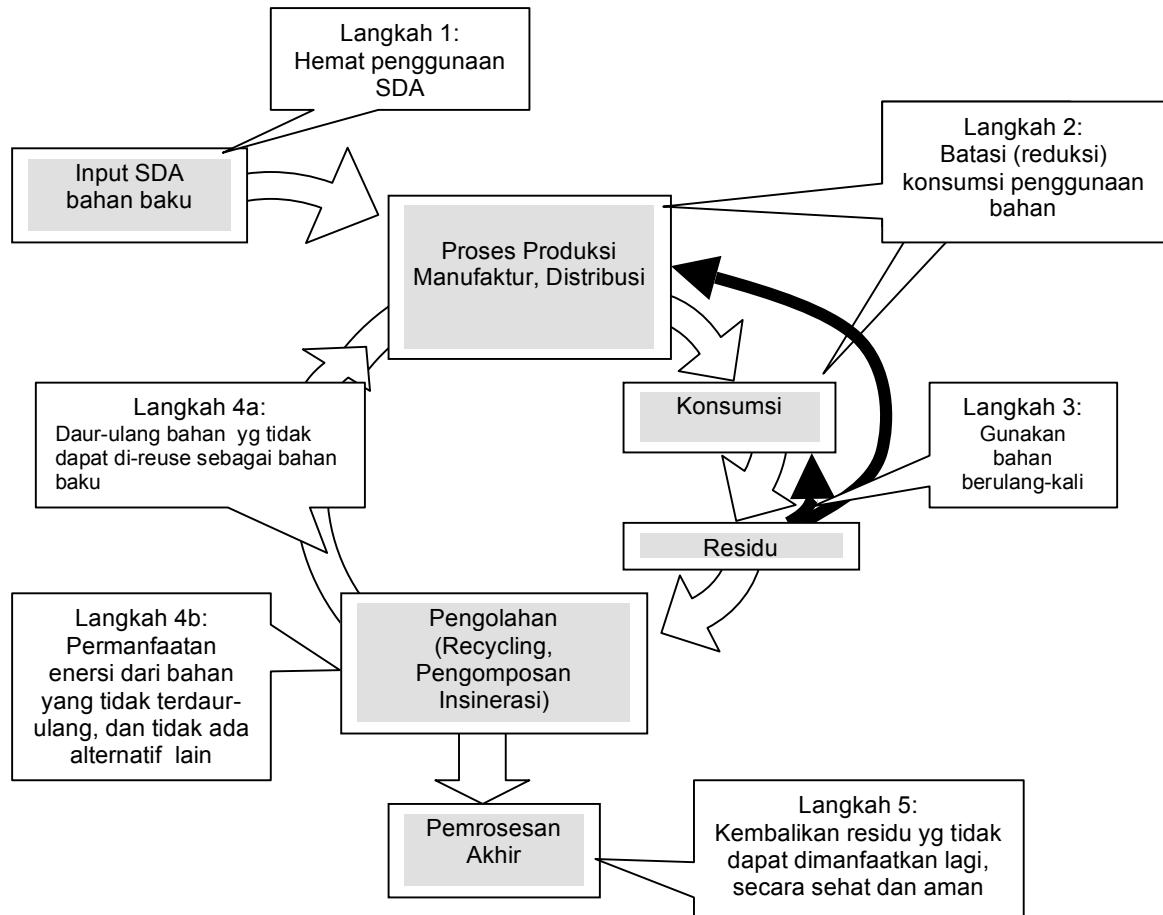 Langkah 1:
Hemat penggunaan
SDA
Input SDA
bahan baku
Langkah 2:
Batasi (reduksi)
konsumsi penggunaan
bahan
Proses Produksi
Manufaktur, Distribusi
Konsumsi
Langkah 3:
Gunakan
bahan
berulang-kali
Langkah 4a:
Daur-ulang bahan yg tidak
dapat di-reuse sebagai bahan
baku
Residu
Langkah 4b:
Permanfaatan
enersi dari bahan
yang tidak terdaur-
ulang, dan tidak ada
alternatif lain
Pengolahan
(Recycling,
Pengomposan
Insinerasi)
Pemrosesan
Akhir
Langkah 5:
Kembalikan residu yg tidak
dapat dimanfaatkan lagi,
secara sehat dan aman